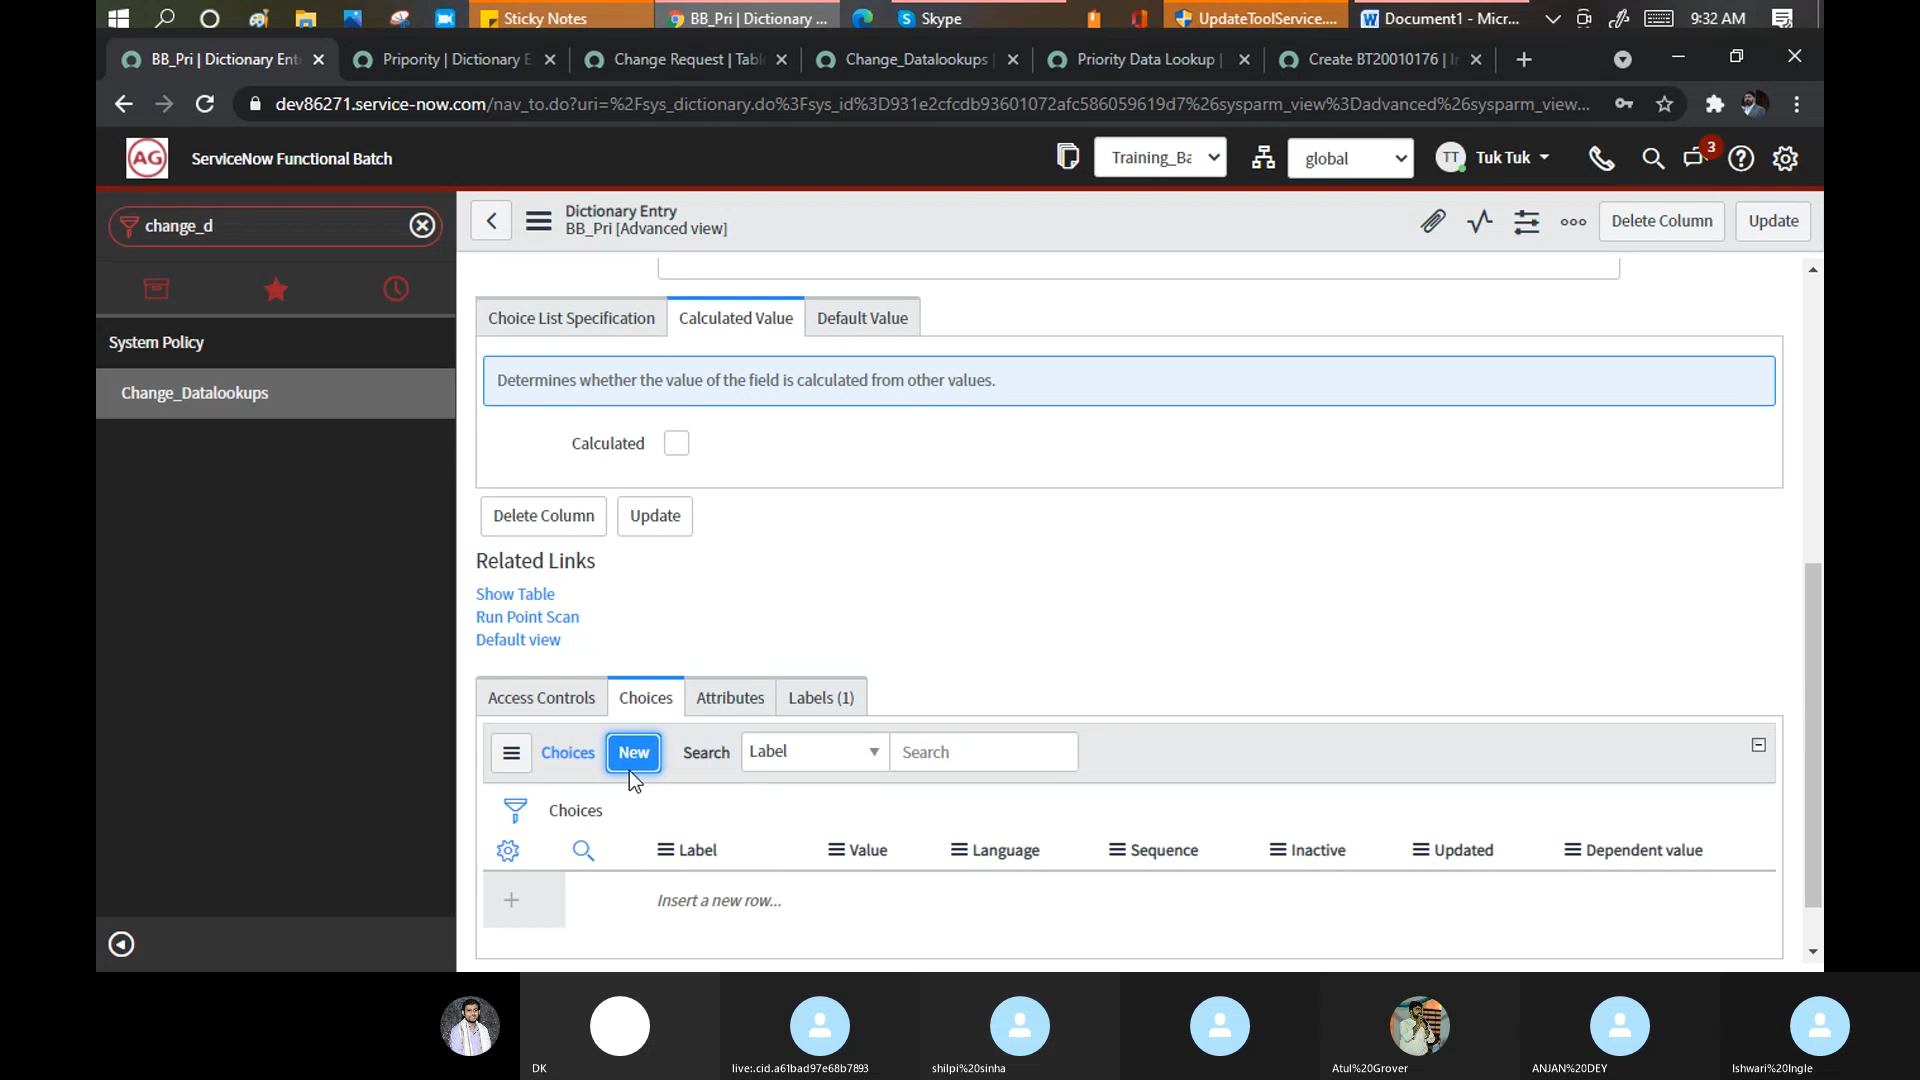 Sticky Notes
BB_Pri | Dictionary ...
Skype
UpdateToolService....
Document1 - Micr...
9:32 AM
BB_Pri | Dictionary Ent
Pripority | Dictionary E
Change Request | Tabl
Change_Datalookups
Priority Data Lookup |
Create BT20010176 | I
dev86271.service-now.com/nav_to.do?uri=%2Fsys_dictionary.do%3Fsys_id%3D931e2cfcdb93601072afc586059619d7%26sysparm_view%3Dadvanced%26sysparm_view...
AG
ServiceNow Functional Batch
Training_Ba
global
TT
Tuk Tuk
3
change_d
Dictionary Entry
BB_Pri [Advanced view]
Delete Column
Update
System Policy
Change_Datalookups
Choice List Specification
Calculated Value
Default Value
Determines whether the value of the field is calculated from other values.
Calculated
Delete Column
Update
Related Links
Show Table
Run Point Scan
Default view
Access Controls
Choices
Attributes
Labels (1)
Choices
New
Search
Label
Search
Choices
Label
Value
Language
Sequence
Inactive
Updated
Dependent value
Insert a new row...
DK
live:.cid.a61bad97e68b7893
shilpi%20sinha
Atul%20Grover
ANJAN%20DEY
Ishwari%20Ingle